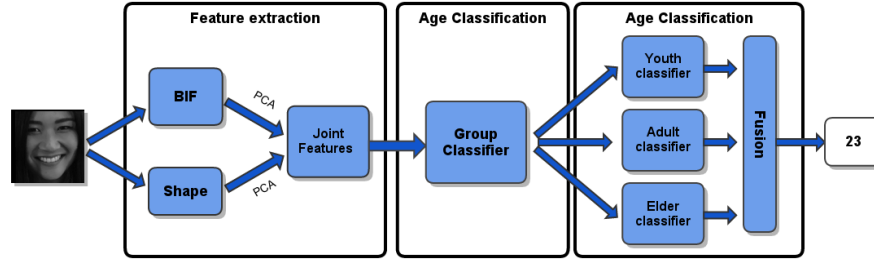 Feature extraction
Age Classification
Age Classification
BIF
Shape
PCA
PCA
Joint
Features
Group
Classifier
Youth
classifier
Adult
classifier
Elder
classifier
Fusion
23